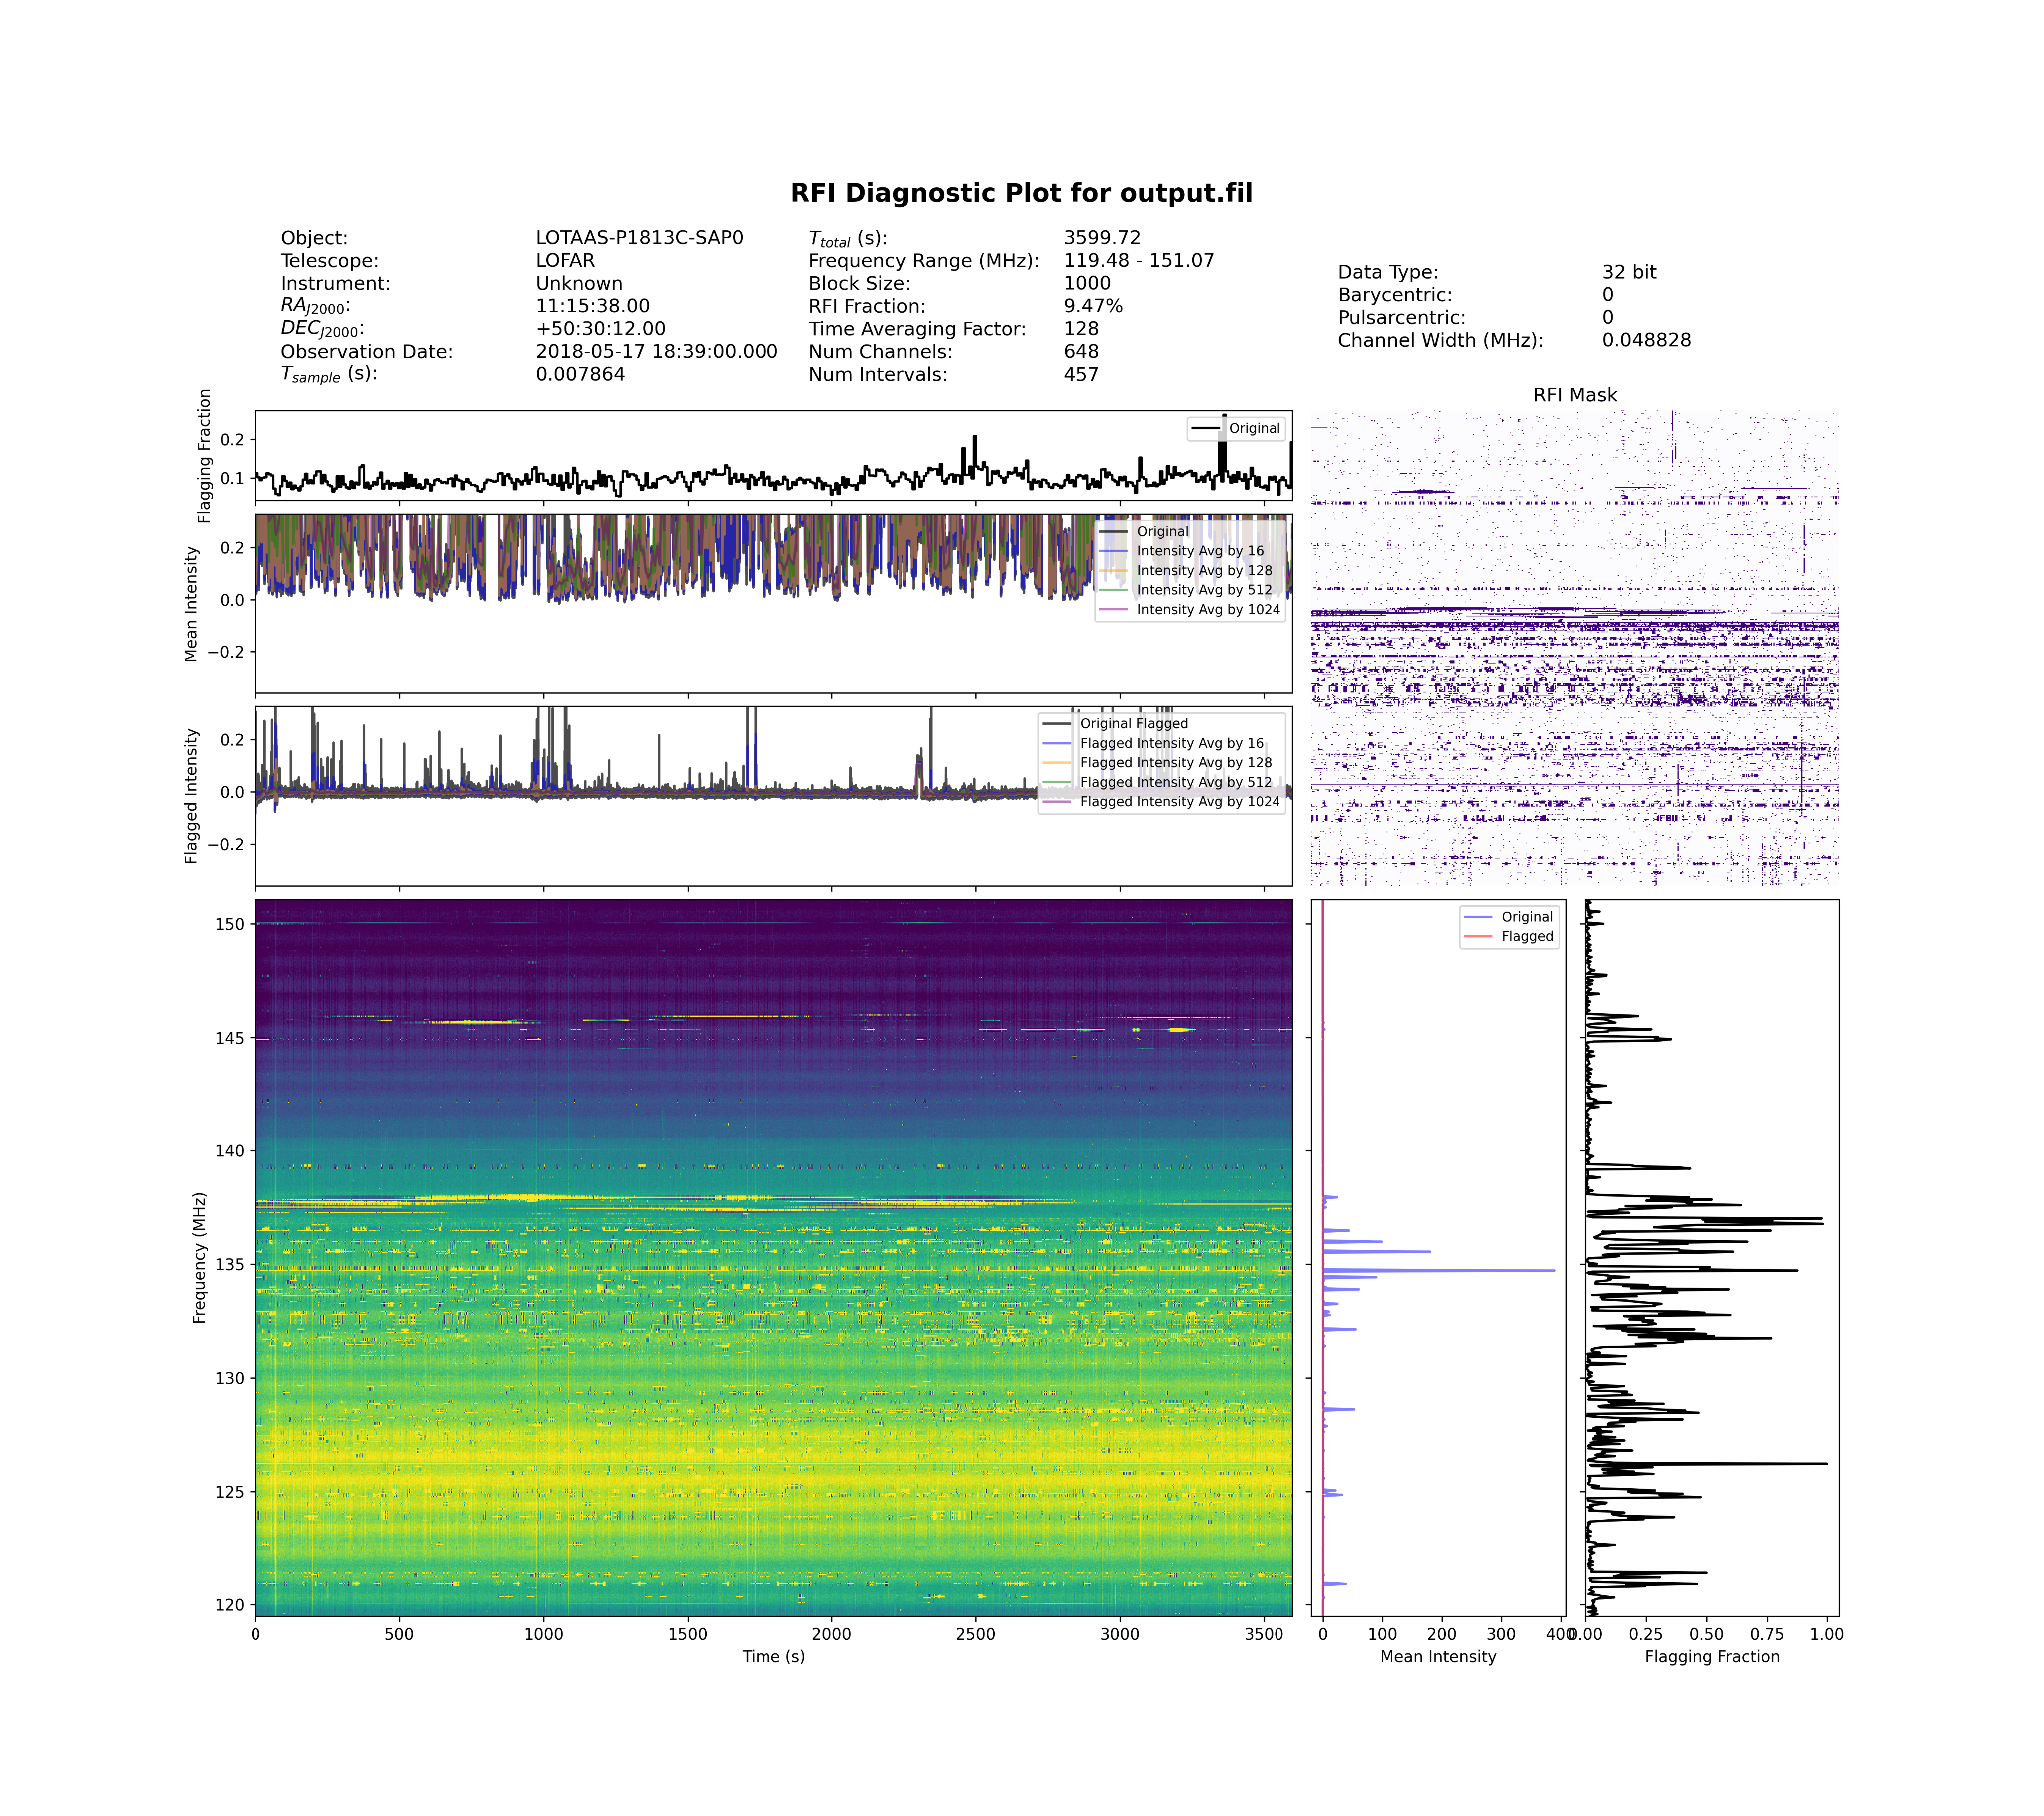 RFI Diagnostic Plot for output.fil
Object: LOTAAS-P1813C-SAP0
Telescope: LOFAR
Instrument: Unknown
RA_J2000: 11:15:38.00
DEC_J2000: +50:30:12.00
Observation Date: 2018-05-17 18:39:00.000
T_sample (s): 0.007864
T_total (s): 3599.72
Frequency Range (MHz): 119.48 - 151.07
Block Size: 1000
RFI Fraction: 9.47%
Time Averaging Factor: 128
Num Channels: 648
Num Intervals: 457
Data Type: 32 bit
Barycentric: 0
Pulsarcentric: 0
Channel Width (MHz): 0.048828
Flagging Fraction
0.2
0.1
Original
RFI Mask
Mean Intensity
0.2
0.0
−0.2
Original
Intensity Avg by 16
Intensity Avg by 128
Intensity Avg by 512
Intensity Avg by 1024
Flagged Intensity
0.2
0.0
−0.2
Original Flagged
Flagged Intensity Avg by 16
Flagged Intensity Avg by 128
Flagged Intensity Avg by 512
Flagged Intensity Avg by 1024
Frequency (MHz)
150
145
140
135
130
125
120
0 500 1000 1500 2000 2500 3000 3500
Time (s)
Original
Flagged
0 100 200 300 400
Mean Intensity
0.00 0.25 0.50 0.75 1.00
Flagging Fraction